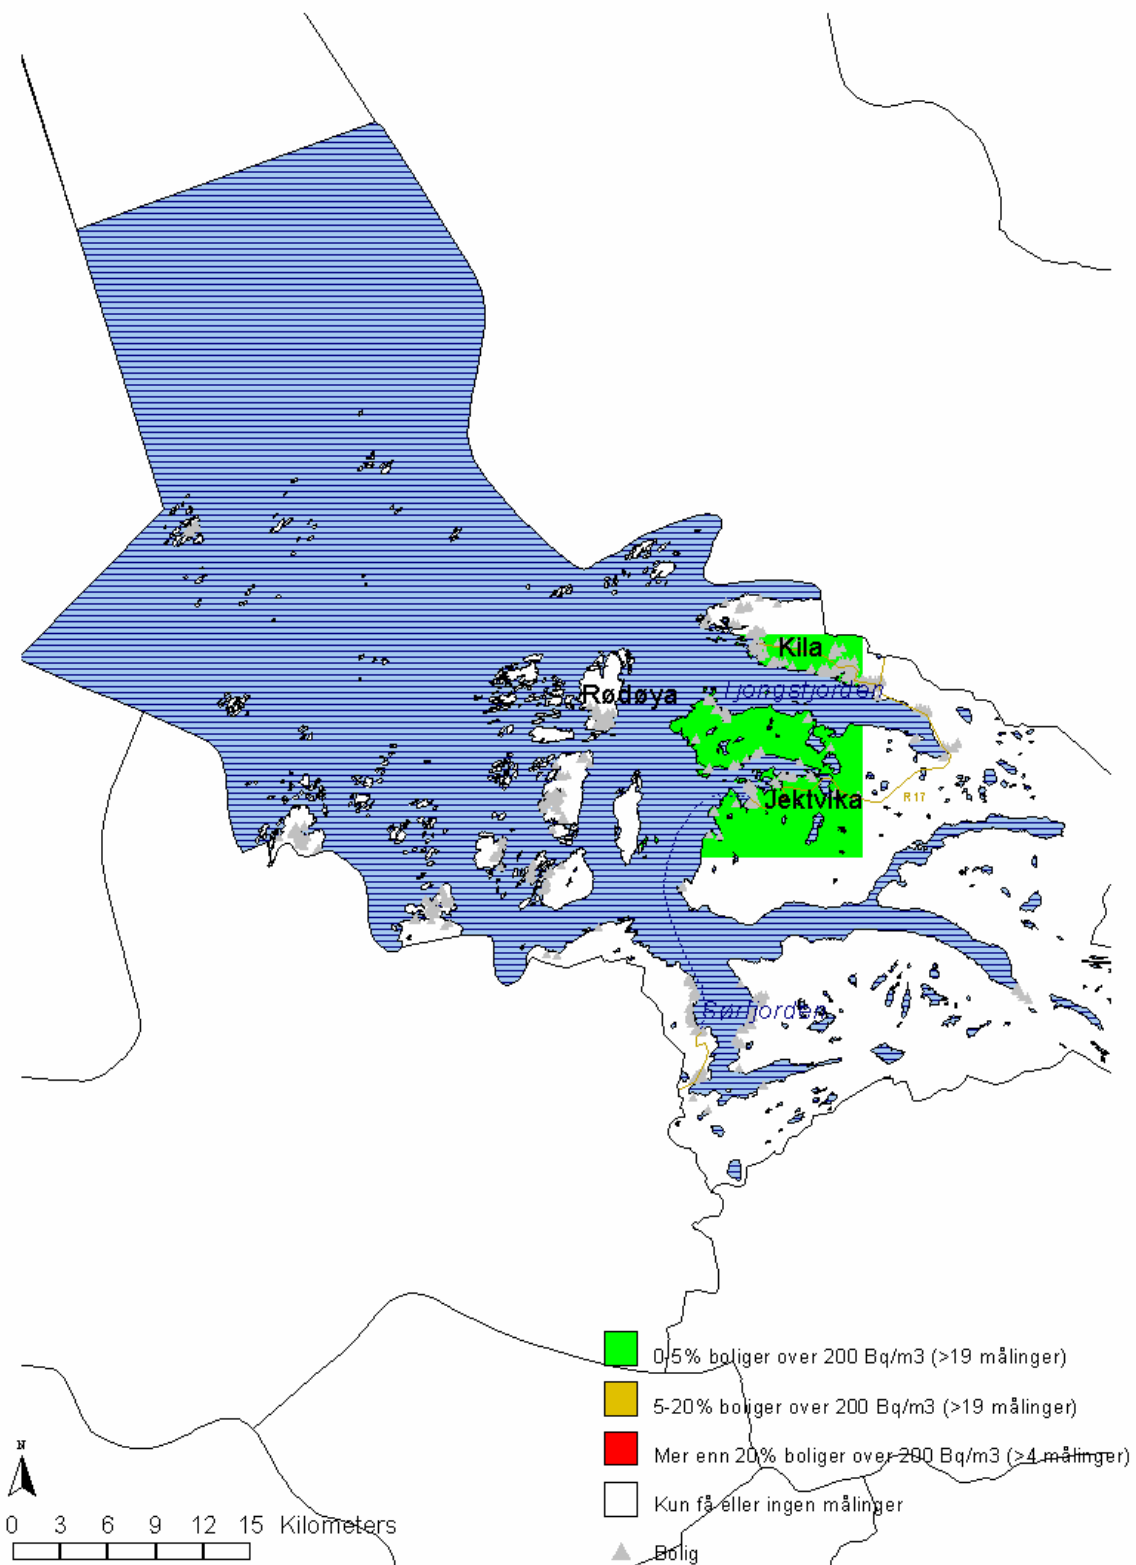 Kila
Tjongsfjorden
Rødøya
Jektvika
R17
Sørfjorden
0-5% boliger over 200 Bq/m3 (>19 målinger)
5-20% boliger over 200 Bq/m3 (>19 målinger)
Mer enn 20% boliger over 200 Bq/m3 (>4 målinger)
Kun få eller ingen målinger
Bolig
N
0 3 6 9 12 15 Kilometers